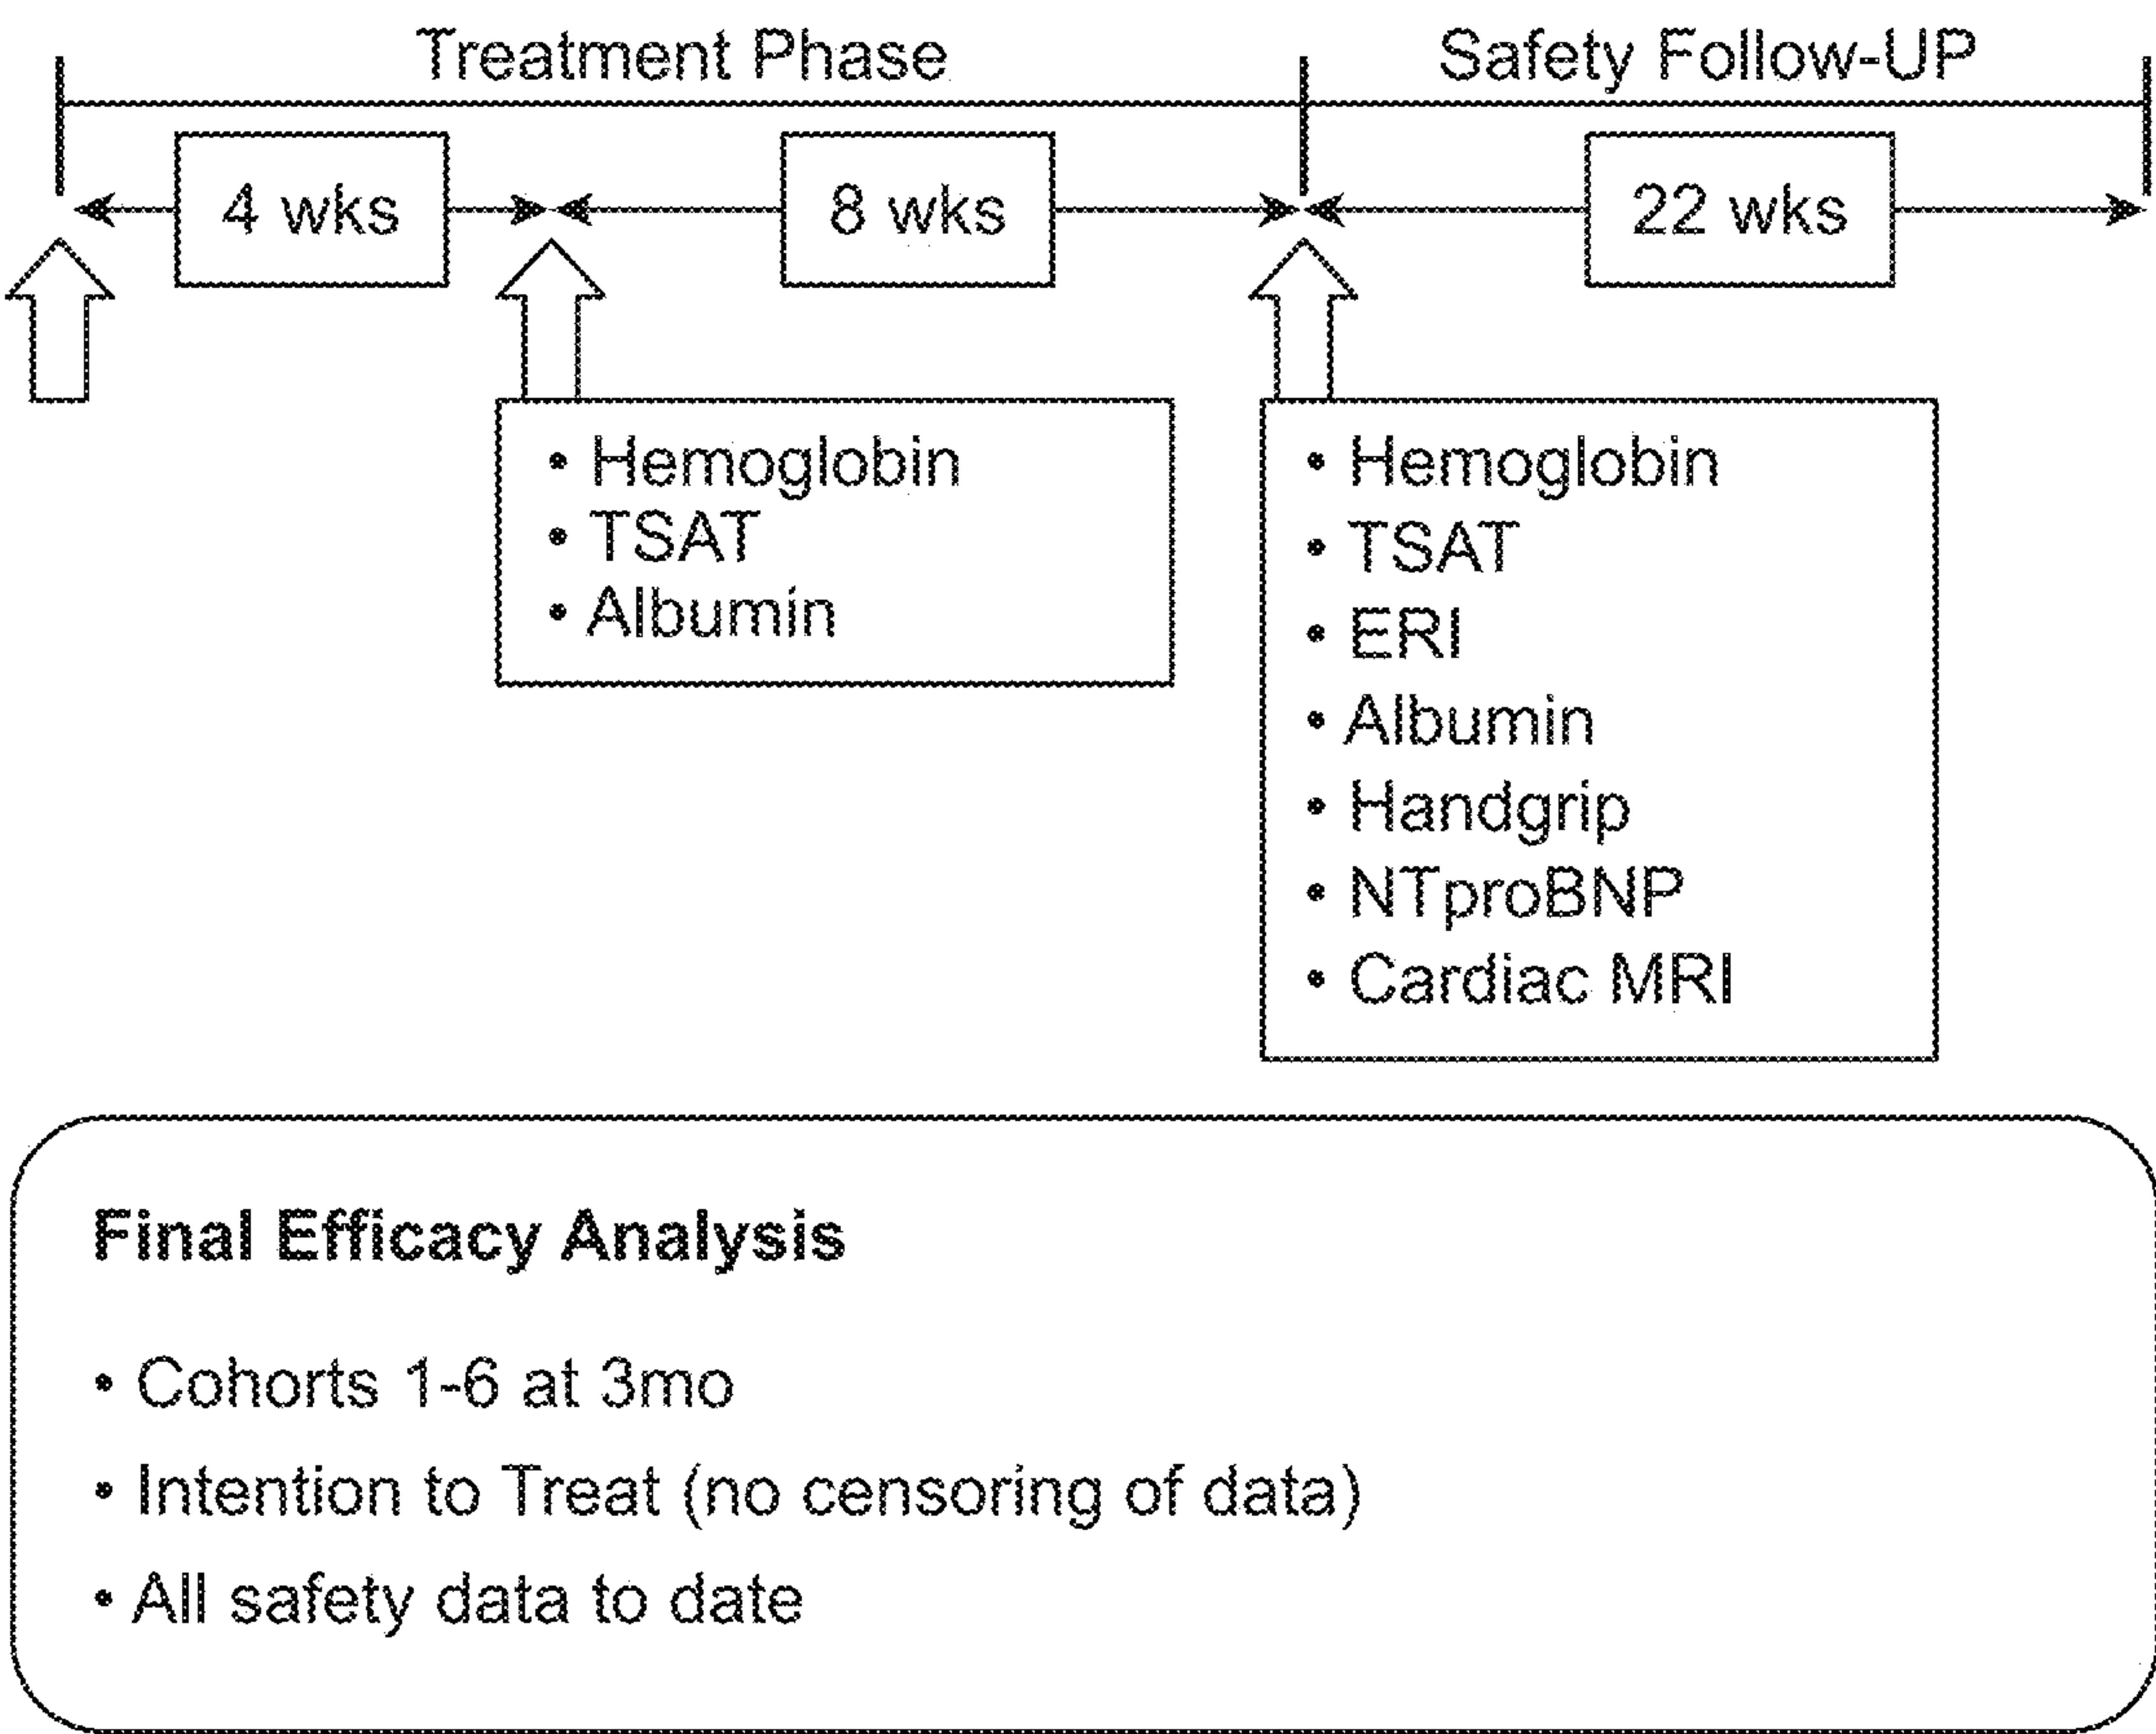 Treatment Phase
Safety Follow-UP
4 wks
8 wks
22 wks
• Hemoglobin
• TSAT
• Albumin
• Hemoglobin
• TSAT
• ERI
• Albumin
• Handgrip
• NTproBNP
• Cardiac MRI
Final Efficacy Analysis
• Cohorts 1-6 at 3mo
• Intention to Treat (no censoring of data)
• All safety data to date